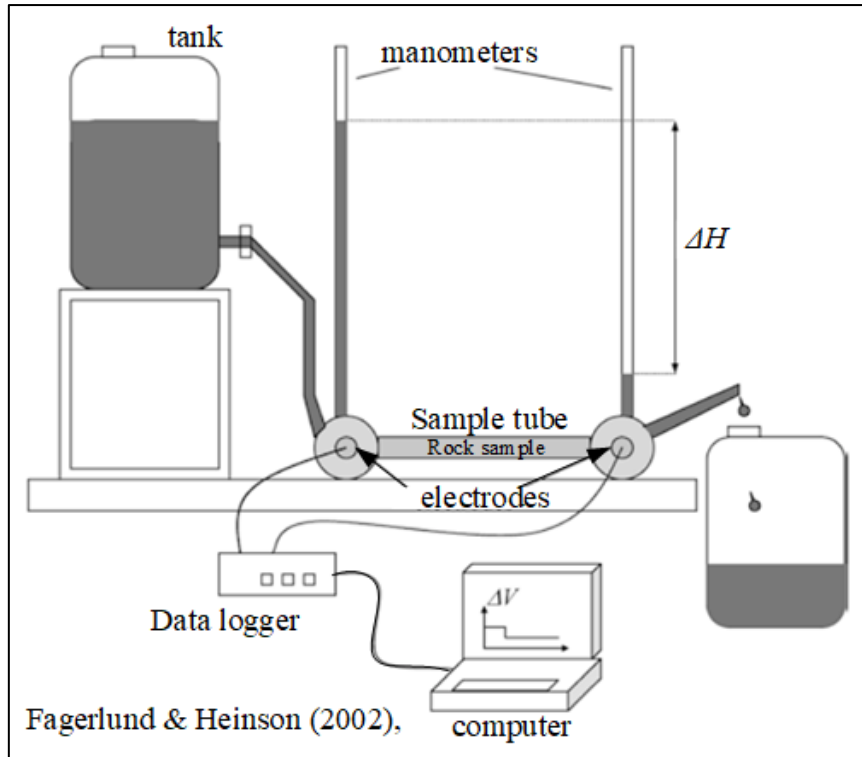 tank
manometers
ΔH
Sample tube
Rock sample
electrodes
ΔV
Data logger
computer
Fagerlund & Heinson (2002),